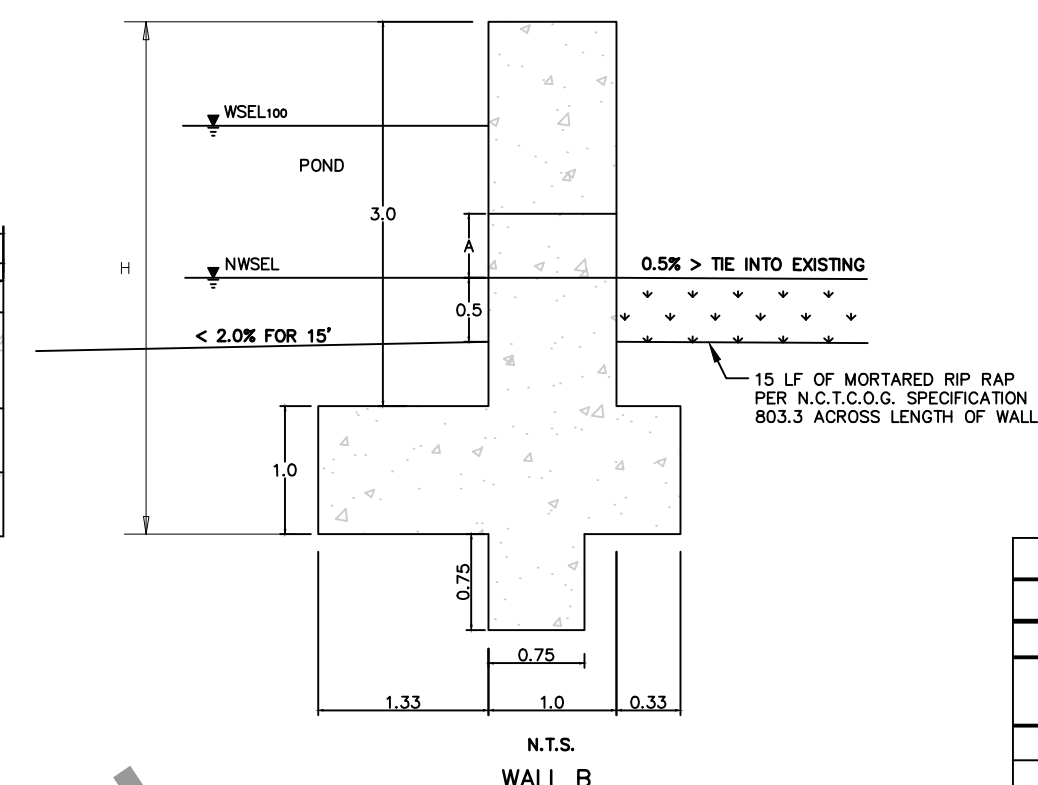 WSEL100
POND
3.0
A
H
NWSEL
0.5% > TIE INTO EXISTING
0.5
< 2.0% FOR 15'
15 LF OF MORTARED RIP RAP
PER N.C.T.C.O.G. SPECIFICATION
803.3 ACROSS LENGTH OF WALL
1.0
0.75
0.75
1.33
1.0
0.33
N.T.S.
WALL B